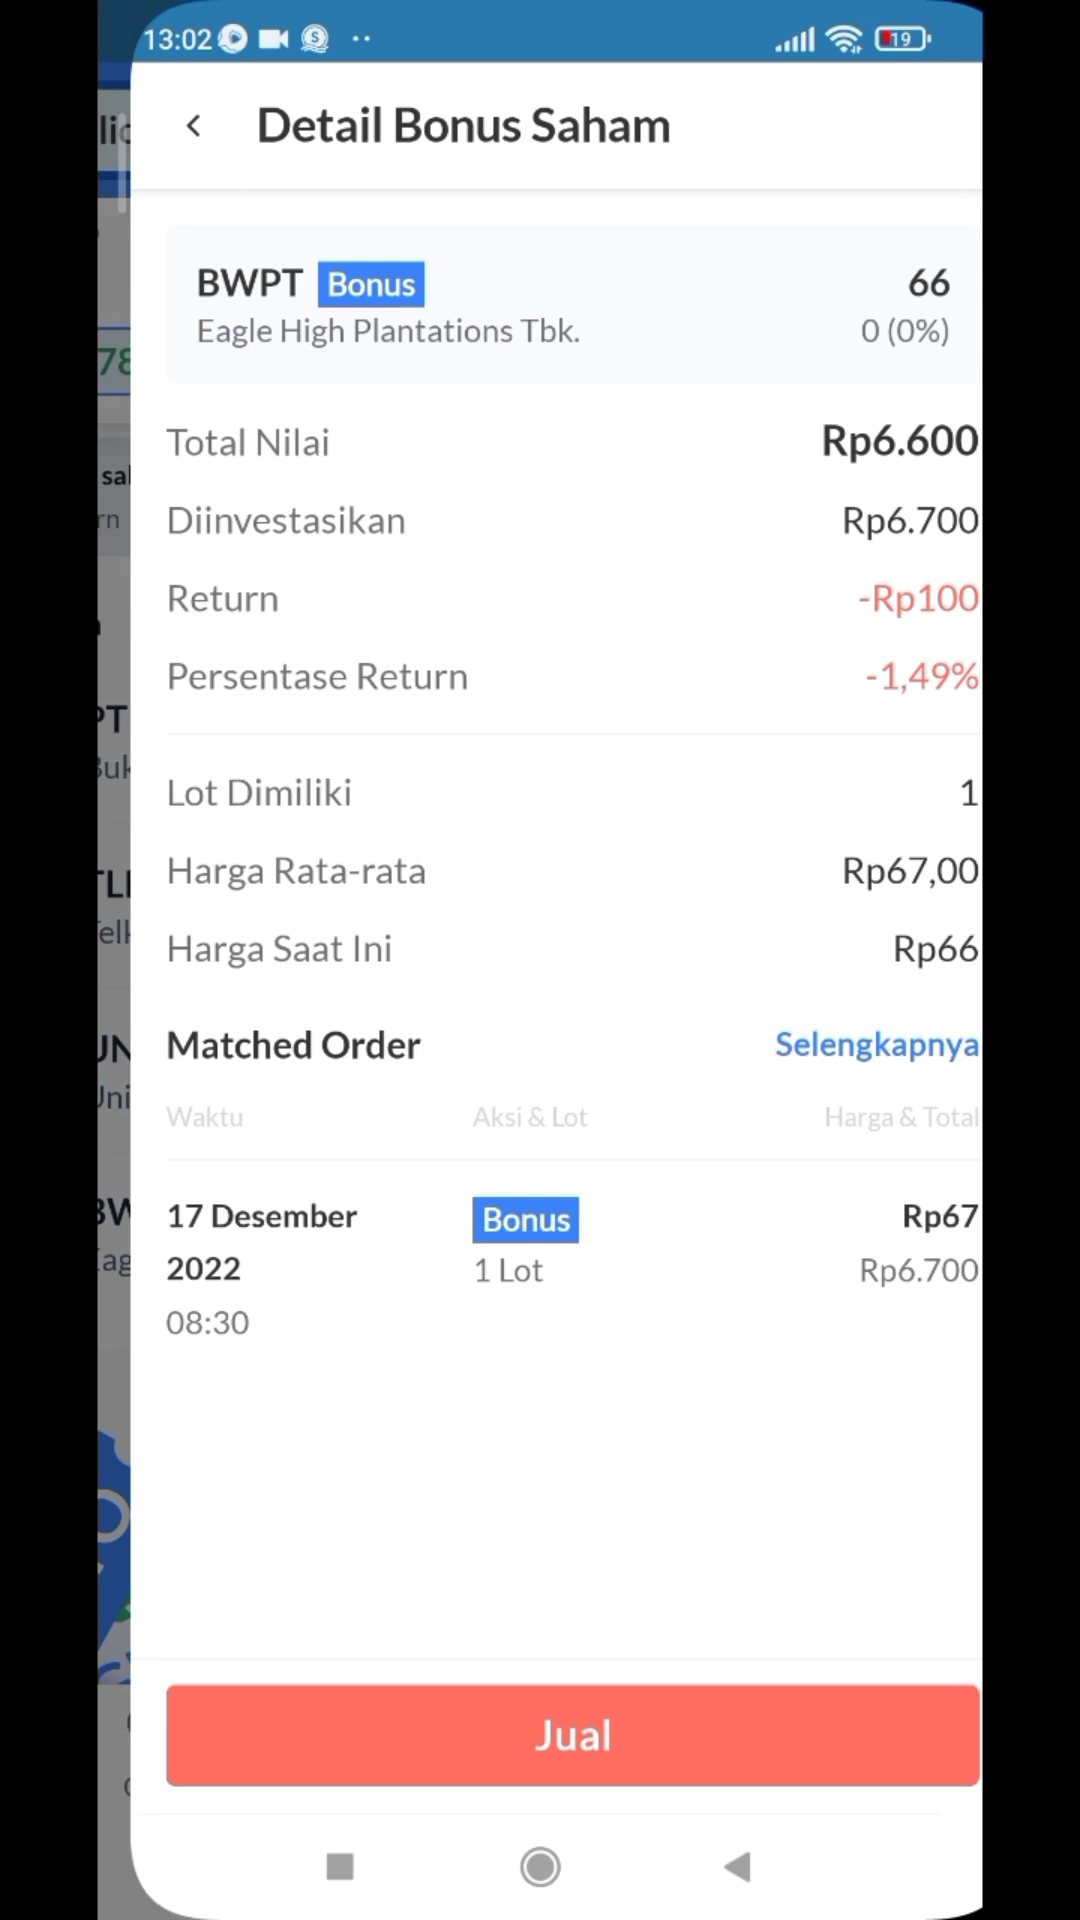 13:02 19
Detail Bonus Saham
BWPT Bonus 66
Eagle High Plantations Tbk. 0 (0%)
Total Nilai Rp6.600
Diinvestasikan Rp6.700
Return -Rp100
Persentase Return -1,49%
Lot Dimiliki 1
Harga Rata-rata Rp67,00
Harga Saat Ini Rp66
Matched Order Selengkapnya
Waktu Aksi & Lot Harga & Total
17 Desember Bonus Rp67
2022 1 Lot Rp6.700
08:30
Jual